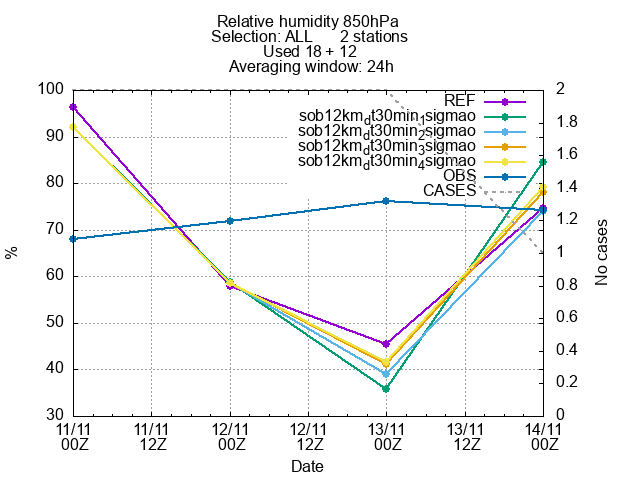 Relative humidity 850hPa
Selection: ALL 2 stations
Used 18 + 12
Averaging window: 24h
REF
sob12km_dt30min_1sigmao
sob12km_dt30min_2sigmao
sob12km_dt30min_3sigmao
sob12km_dt30min_4sigmao
OBS
CASES
100
90
80
70
60
50
40
30
%
2
1.8
1.6
1.4
1.2
1
0.8
0.6
0.4
0.2
0
No cases
11/11 11/11 12/11 12/11 13/11 13/11 14/11
00Z 12Z 00Z 12Z 00Z 12Z 00Z
Date